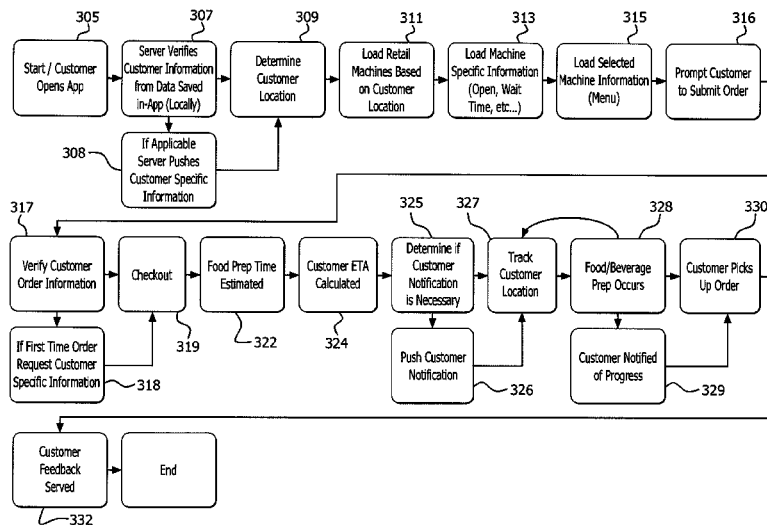 305
307
309
311
313
315
316
Start / Customer
Opens App
Server Verifies
Customer Information
from Data Saved
in-App (Locally)
Determine
Customer
Location
Load Retail
Machines Based
on Customer
Location
Load Machine
Specific Information
(Open, Wait
Time, etc...)
Load Selected
Machine Information
(Menu)
Prompt Customer
to Submit Order
308
If Applicable
Server Pushes
Customer Specific
Information
317
325
327
328
330
Verify Customer
Order Information
Checkout
Food Prep Time
Estimated
Customer ETA
Calculated
Determine if
Customer
Notification
is Necessary
Track
Customer
Location
Food/Beverage
Prep Occurs
Customer Picks
Up Order
319
322
324
If First Time Order
Request Customer
Specific Information
318
Push Customer
Notification
326
Customer Notified
of Progress
329
Customer
Feedback
Served
End
332